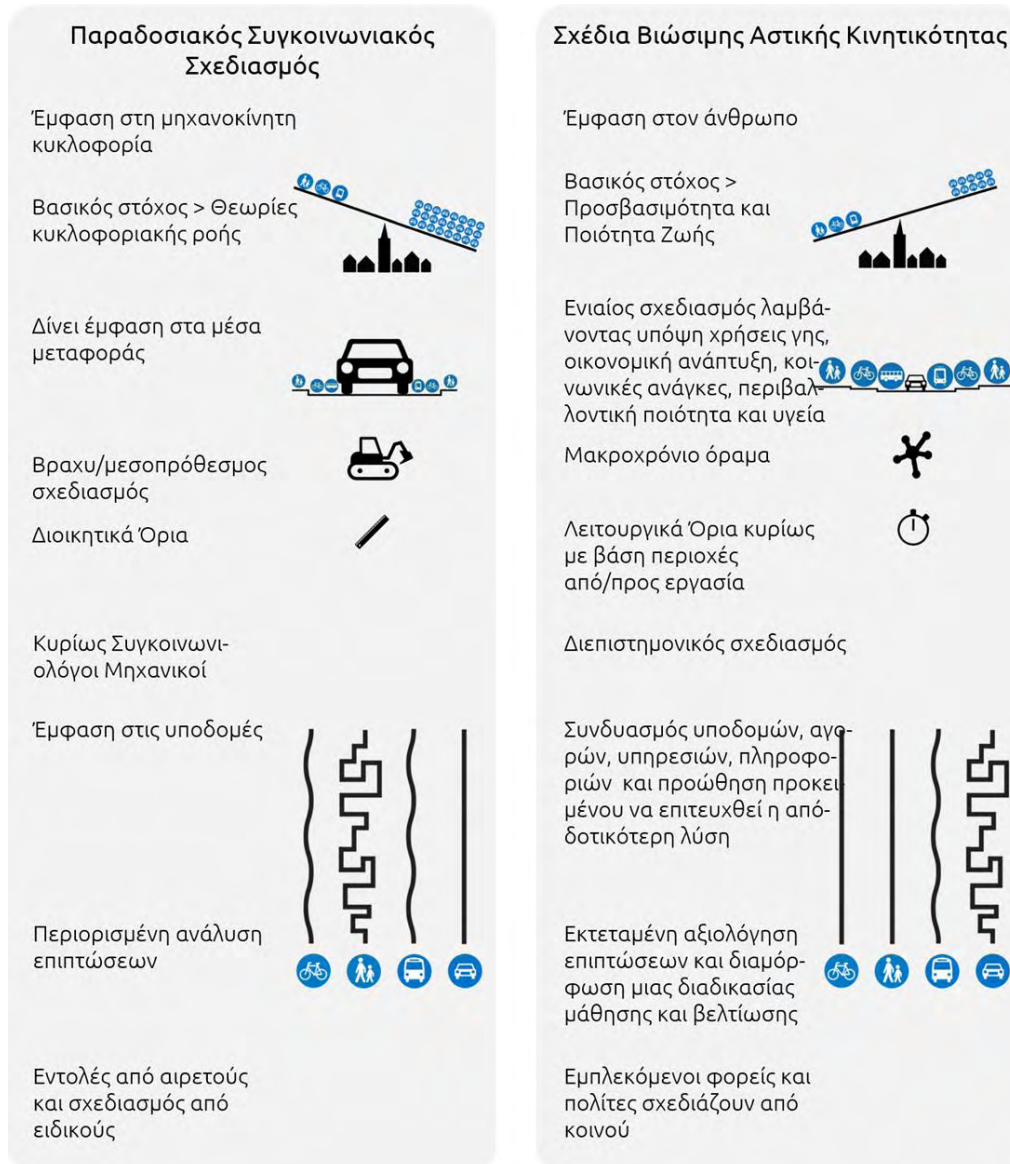 Παραδοσιακός Συγκοινωνιακός
Σχεδιασμός
Έμφαση στη μηχανοκίνητη
κυκλοφορία
Βασικός στόχος > Θεωρίες
κυκλοφοριακής ροής
Δίνει έμφαση στα μέσα
μεταφοράς
Βραχυ/μεσοπρόθεσμος
σχεδιασμός
Διοικητικά Όρια
Κυρίως Συγκοινωνι-
ολόγοι Μηχανικοί
Έμφαση στις υποδομές
Περιορισμένη ανάλυση
επιπτώσεων
Εντολές από αιρετούς
και σχεδιασμός από
ειδικούς
Σχέδια Βιώσιμης Αστικής Κινητικότητας
Έμφαση στον άνθρωπο
Βασικός στόχος >
Προσβασιμότητα και
Ποιότητα Ζωής
Ενιαίος σχεδιασμός λαμβά-
νοντας υπόψη χρήσεις γης,
οικονομική ανάπτυξη, κοι-
νωνικές ανάγκες, περιβαλ-
λοντική ποιότητα και υγεία
Μακροχρόνιο όραμα
Λειτουργικά Όρια κυρίως
με βάση περιοχές
από/προς εργασία
Διεπιστημονικός σχεδιασμός
Συνδυασμός υποδομών, αγο-
ρών, υπηρεσιών, πληροφο-
ριών και προώθηση προκει-
μένου να επιτευχθεί η από-
δοτικότερη λύση
Εκτεταμένη αξιολόγηση
επιπτώσεων και διαμόρ-
φωση μιας διαδικασίας
μάθησης και βελτίωσης
Εμπλεκόμενοι φορείς και
πολίτες σχεδιάζουν από
κοινού